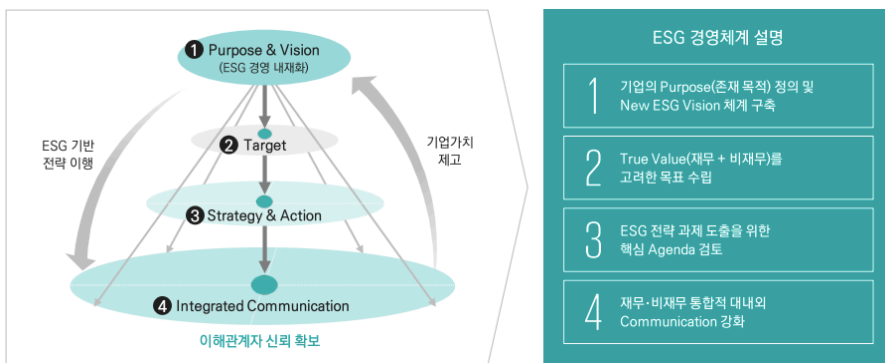 1 Purpose & Vision
(ESG 경영 내재화)
ESG 기반
전략 이행
2 Target
기업가치
제고
3 Strategy & Action
4 Integrated Communication
이해관계자 신뢰 확보
ESG 경영체계 설명
1 기업의 Purpose(존재 목적) 정의 및
New ESG Vision 체계 구축
2 True Value(재무 + 비재무)를
고려한 목표 수립
3 ESG 전략 과제 도출을 위한
핵심 Agenda 검토
4 재무·비재무 통합적 대내외
Communication 강화